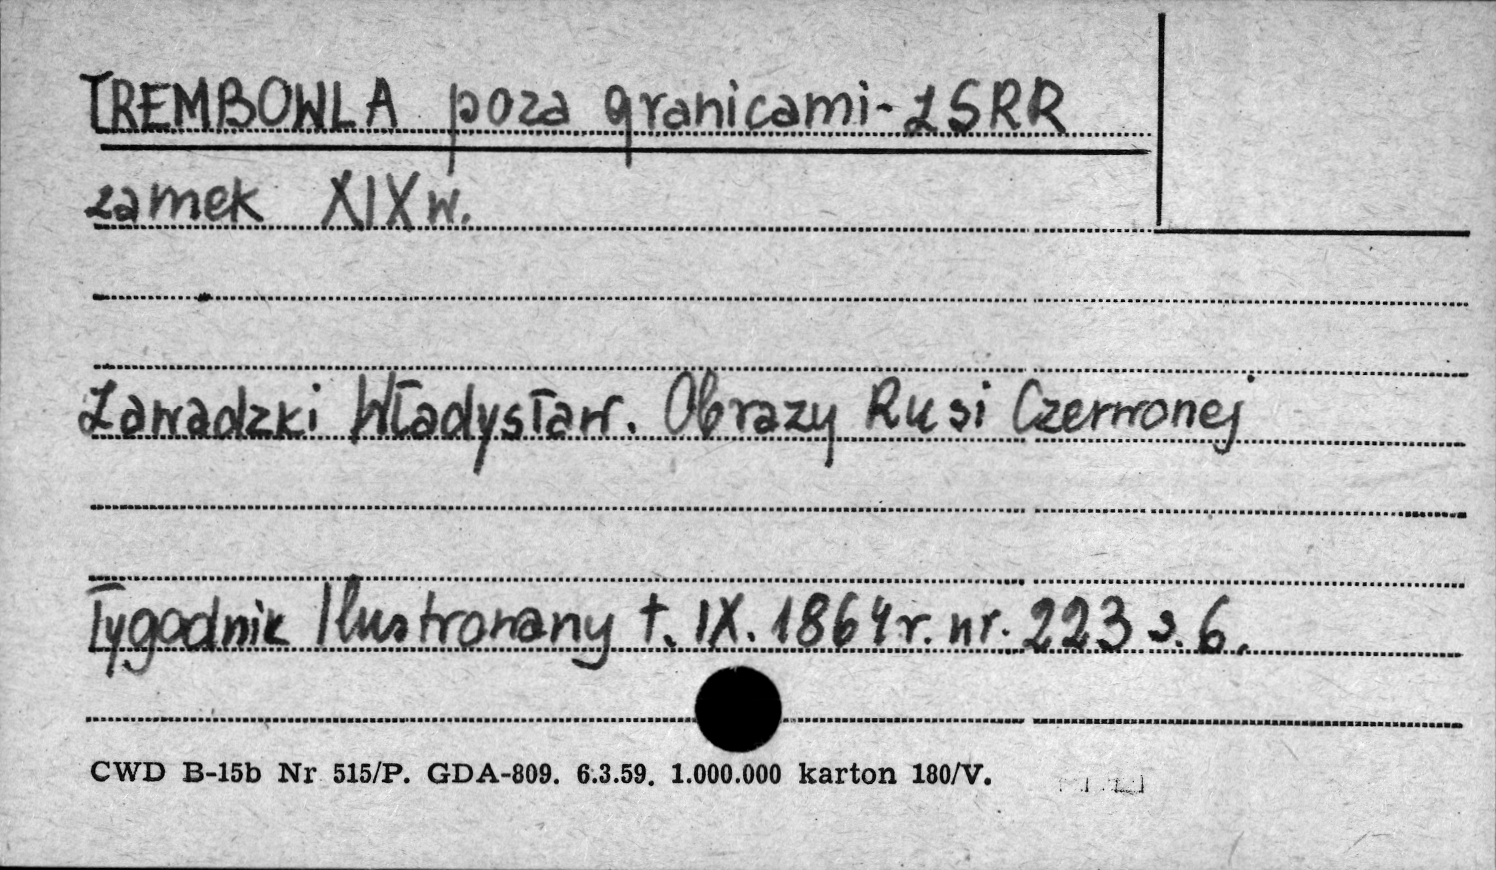 TREMBOWLA poza granicami - ZSRR
zamek XIX w.
Zawadzki Władysław. Obrazy Rusi Czerwonej
Tygodnik Ilustrowany t. IX. 1864 r. nr. 223 s. 6.
CWD B-15b Nr 515/P. GDA-809. 6.3.59. 1.000.000 karton 180/V.